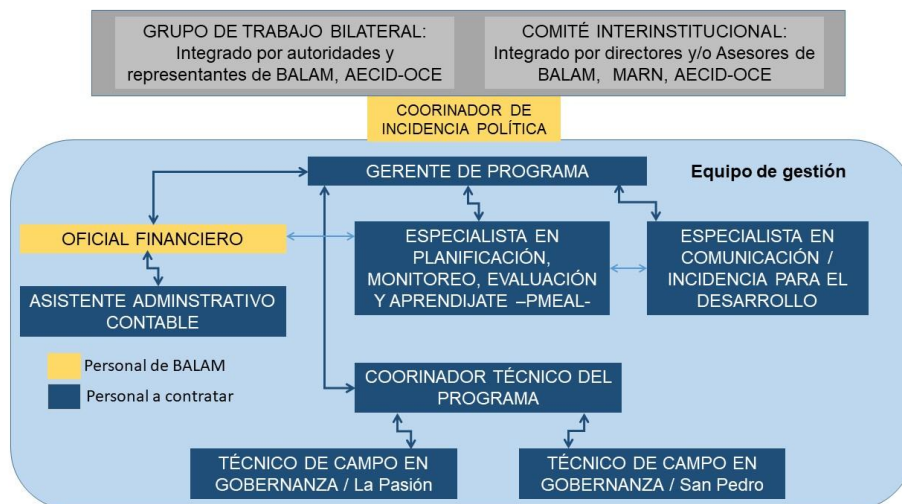 GRUPO DE TRABAJO BILATERAL:
Integrado por autoridades y
representantes de BALAM, AECID-OCE
COMITÉ INTERINSTITUCIONAL:
Integrado por directores y/o Asesores de
BALAM, MARN, AECID-OCE
COORINADOR DE
INCIDENCIA POLÍTICA
GERENTE DE PROGRAMA
Equipo de gestión
OFICIAL FINANCIERO
ESPECIALISTA EN
PLANIFICACIÓN,
MONITOREO, EVALUACIÓN
Y APRENDIJATE –PMEAL-
ESPECIALISTA EN
COMUNICACIÓN /
INCIDENCIA PARA EL
DESARROLLO
ASISTENTE ADMINSTRATIVO
CONTABLE
Personal de BALAM
Personal a contratar
COORINADOR TÉCNICO DEL
PROGRAMA
TÉCNICO DE CAMPO EN
GOBERNANZA / La Pasión
TÉCNICO DE CAMPO EN
GOBERNANZA / San Pedro